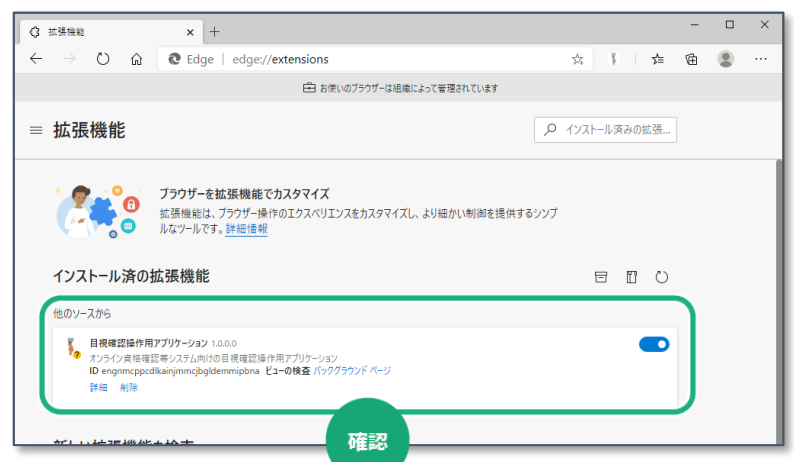 拡張機能
Edge | edge://extensions
お使いのブラウザーは組織によって管理されています
拡張機能
インストール済みの拡張...
ブラウザーを拡張機能でカスタマイズ
拡張機能は、ブラウザー操作のエクスペリエンスをカスタマイズし、より細かい制御を提供するシンプ
ルなツールです。詳細情報
インストール済の拡張機能
他のソースから
目視確認操作用アプリケーション 1.0.0.0
オンライン資格確認等システム向けの目視確認操作用アプリケーション
ID engnmcppcdlkainjmmcjbgldemmipbna ビューの検査 バックグラウンド ページ
詳細 削除
確認